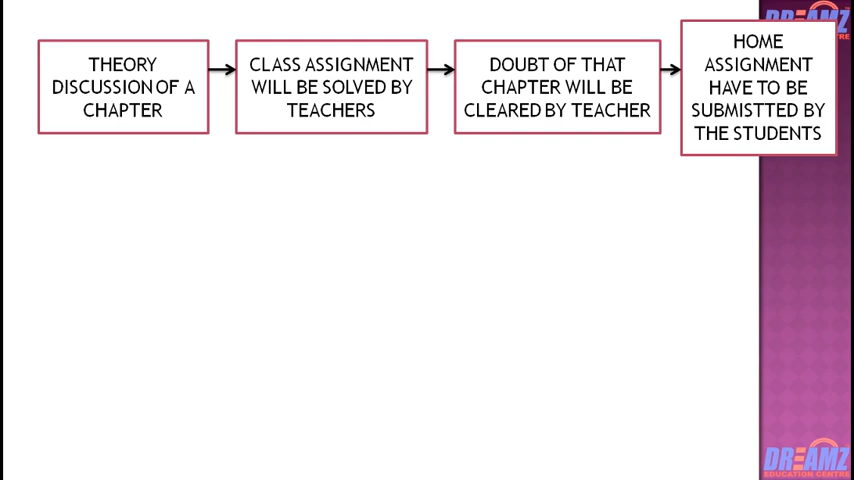 THEORY
DISCUSSION OF A
CHAPTER
CLASS ASSIGNMENT
WILL BE SOLVED BY
TEACHERS
DOUBT OF THAT
CHAPTER WILL BE
CLEARED BY TEACHER
HOME
ASSIGNMENT
HAVE TO BE
SUBMISTTED BY
THE STUDENTS
DREAMZ
DREAMZ
EDUCATION CENTRE